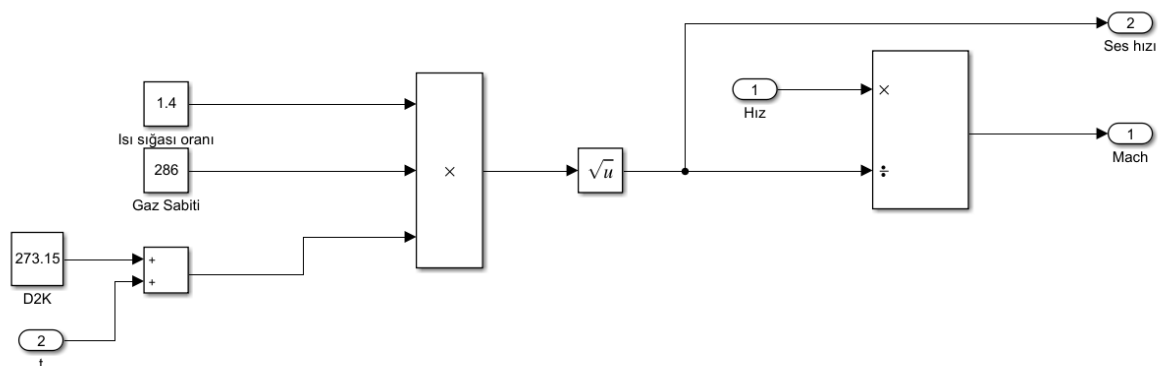 2
Ses hızı
1.4
Isı sığası oranı
×
1
Hız
×
÷
1
Mach
286
Gaz Sabiti
√u
273.15
D2K
+
+
2
t